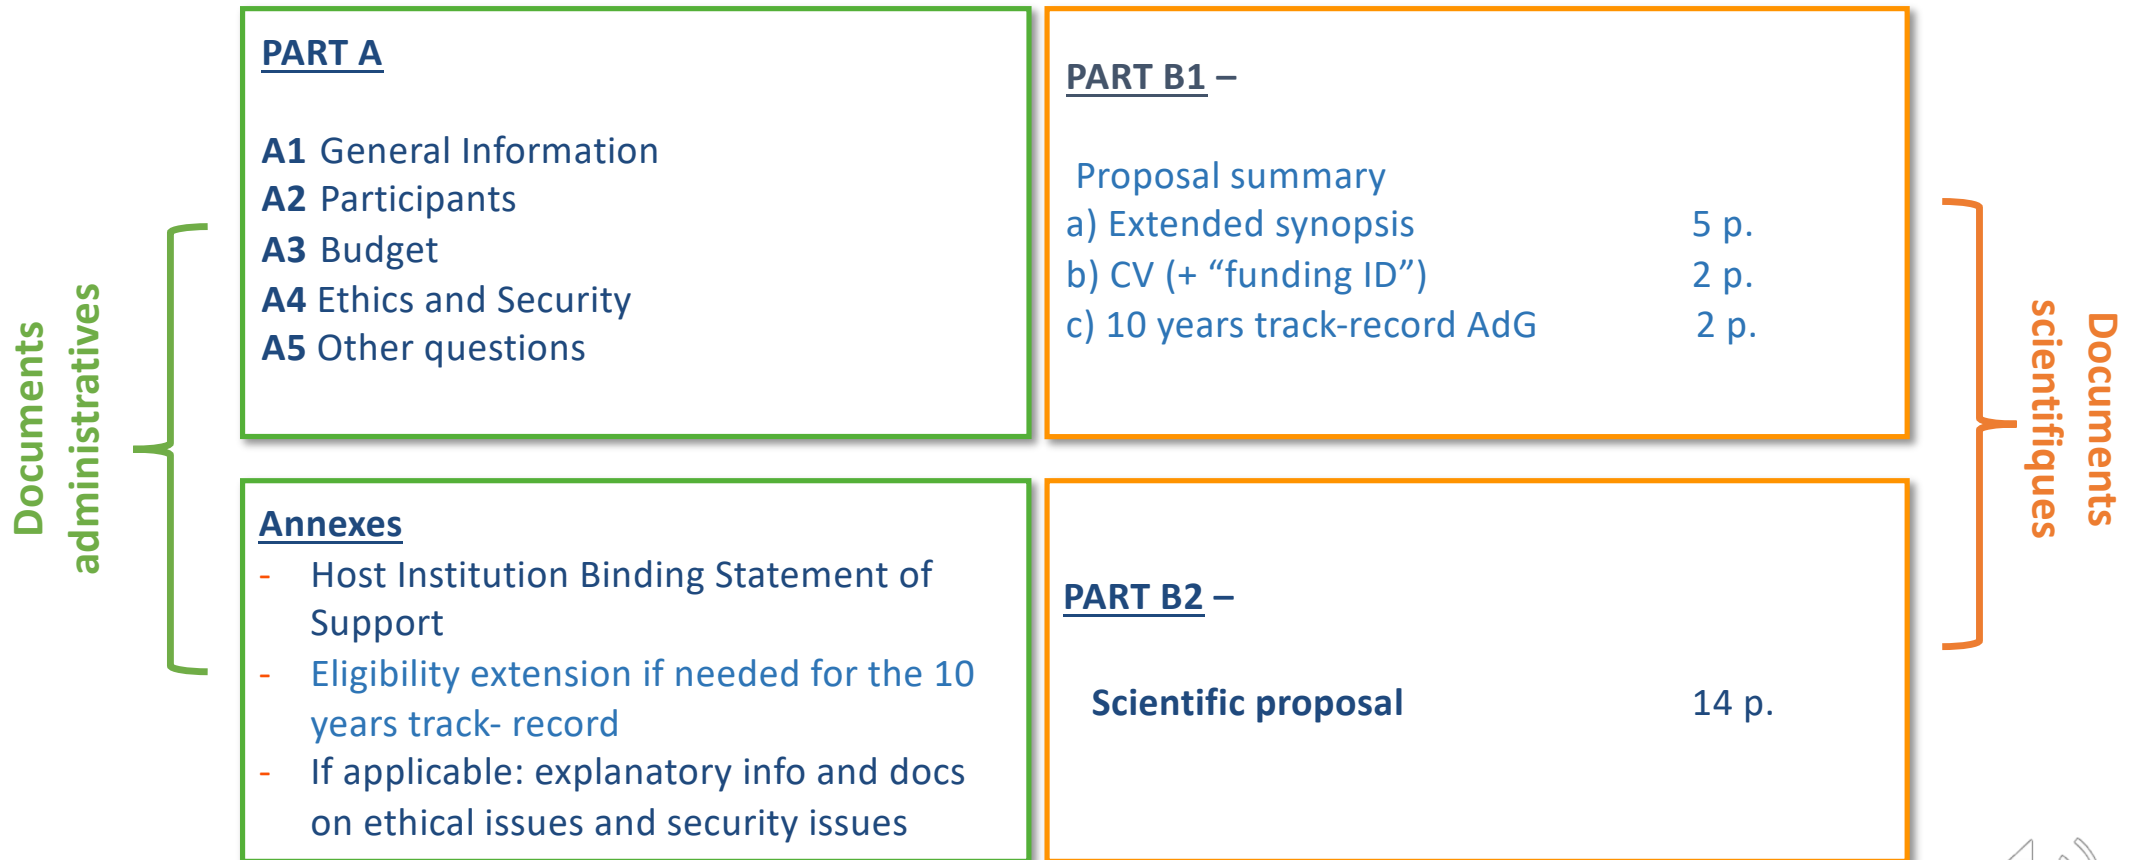 Documents
administratives
PART A
A1 General Information
A2 Participants
A3 Budget
A4 Ethics and Security
A5 Other questions
Annexes
- Host Institution Binding Statement of
Support
- Eligibility extension if needed for the 10
years track- record
- If applicable: explanatory info and docs
on ethical issues and security issues
PART B1 –
Proposal summary
a) Extended synopsis 5 p.
b) CV (+ “funding ID”) 2 p.
c) 10 years track-record AdG 2 p.
PART B2 –
Scientific proposal 14 p.
Documents
scientifiques